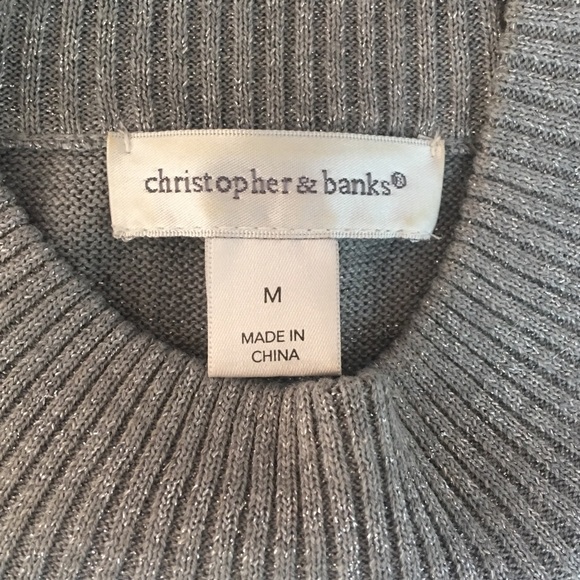 christopher & banks®
M
MADE IN
CHINA